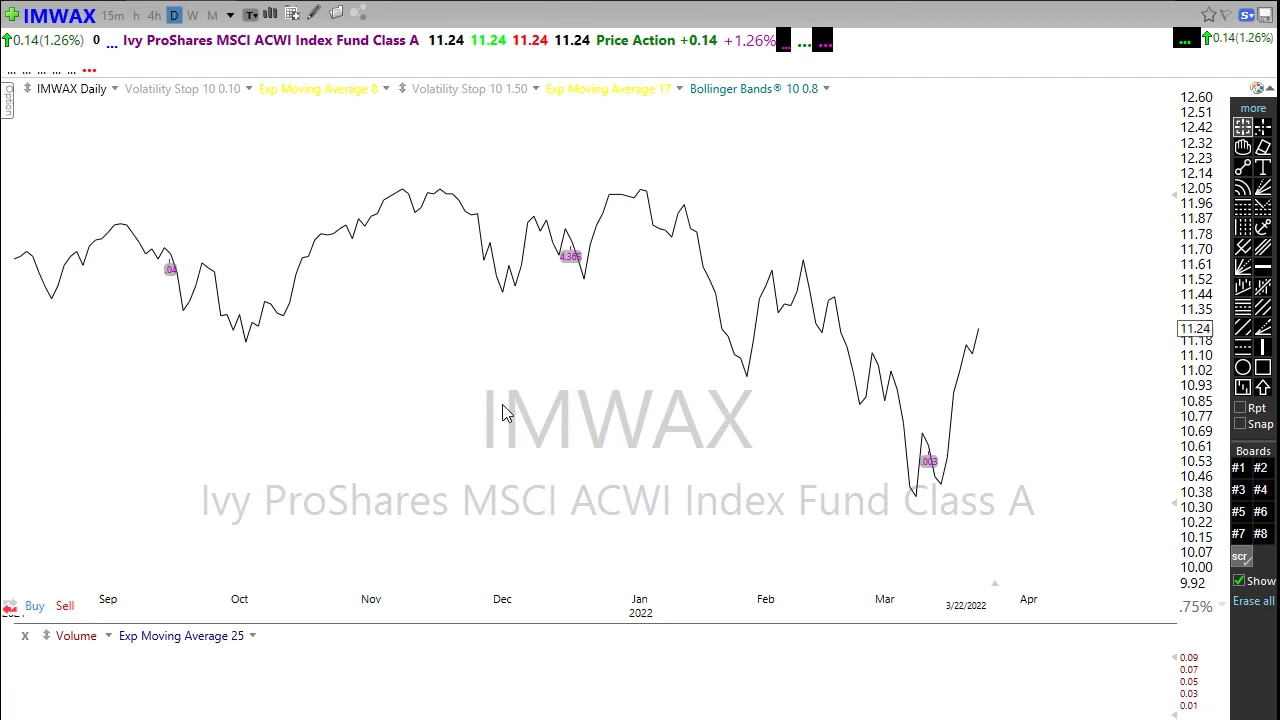 IMWAX 15m h 4h D W M T S
0.14(1.26%) 0 ... Ivy ProShares MSCI ACWI Index Fund Class A 11.24 11.24 11.24 11.24 Price Action +0.14 +1.26% ... ... ... ... 0.14(1.26%)
... ... ... ... ... ...
Option IMWAX Daily Volatility Stop 10 0.10 Exp Moving Average 8 Volatility Stop 10 1.50 Exp Moving Average 17 Bollinger Bands® 10 0.8
12.60
12.51
12.42
12.32
12.23
12.14
12.05
11.96
11.87
11.78
11.70
11.61
11.52
11.44
11.35
11.24
11.18
11.10
11.02
10.93
10.85
10.77
10.69
10.61
10.53
10.46
10.38
10.30
10.22
10.15
10.07
10.00
9.92
.04
4.365
.003
IMWAX
Ivy ProShares MSCI ACWI Index Fund Class A
more
T
Rpt
Snap
Boards
#1 #2
#3 #4
#5 #6
#7 #8
scr
Show
Erase all
Buy Sell
Sep Oct Nov Dec Jan Feb Mar 3/22/2022 Apr
2022
.75%
X Volume Exp Moving Average 25
0.09
0.07
0.05
0.03
0.01